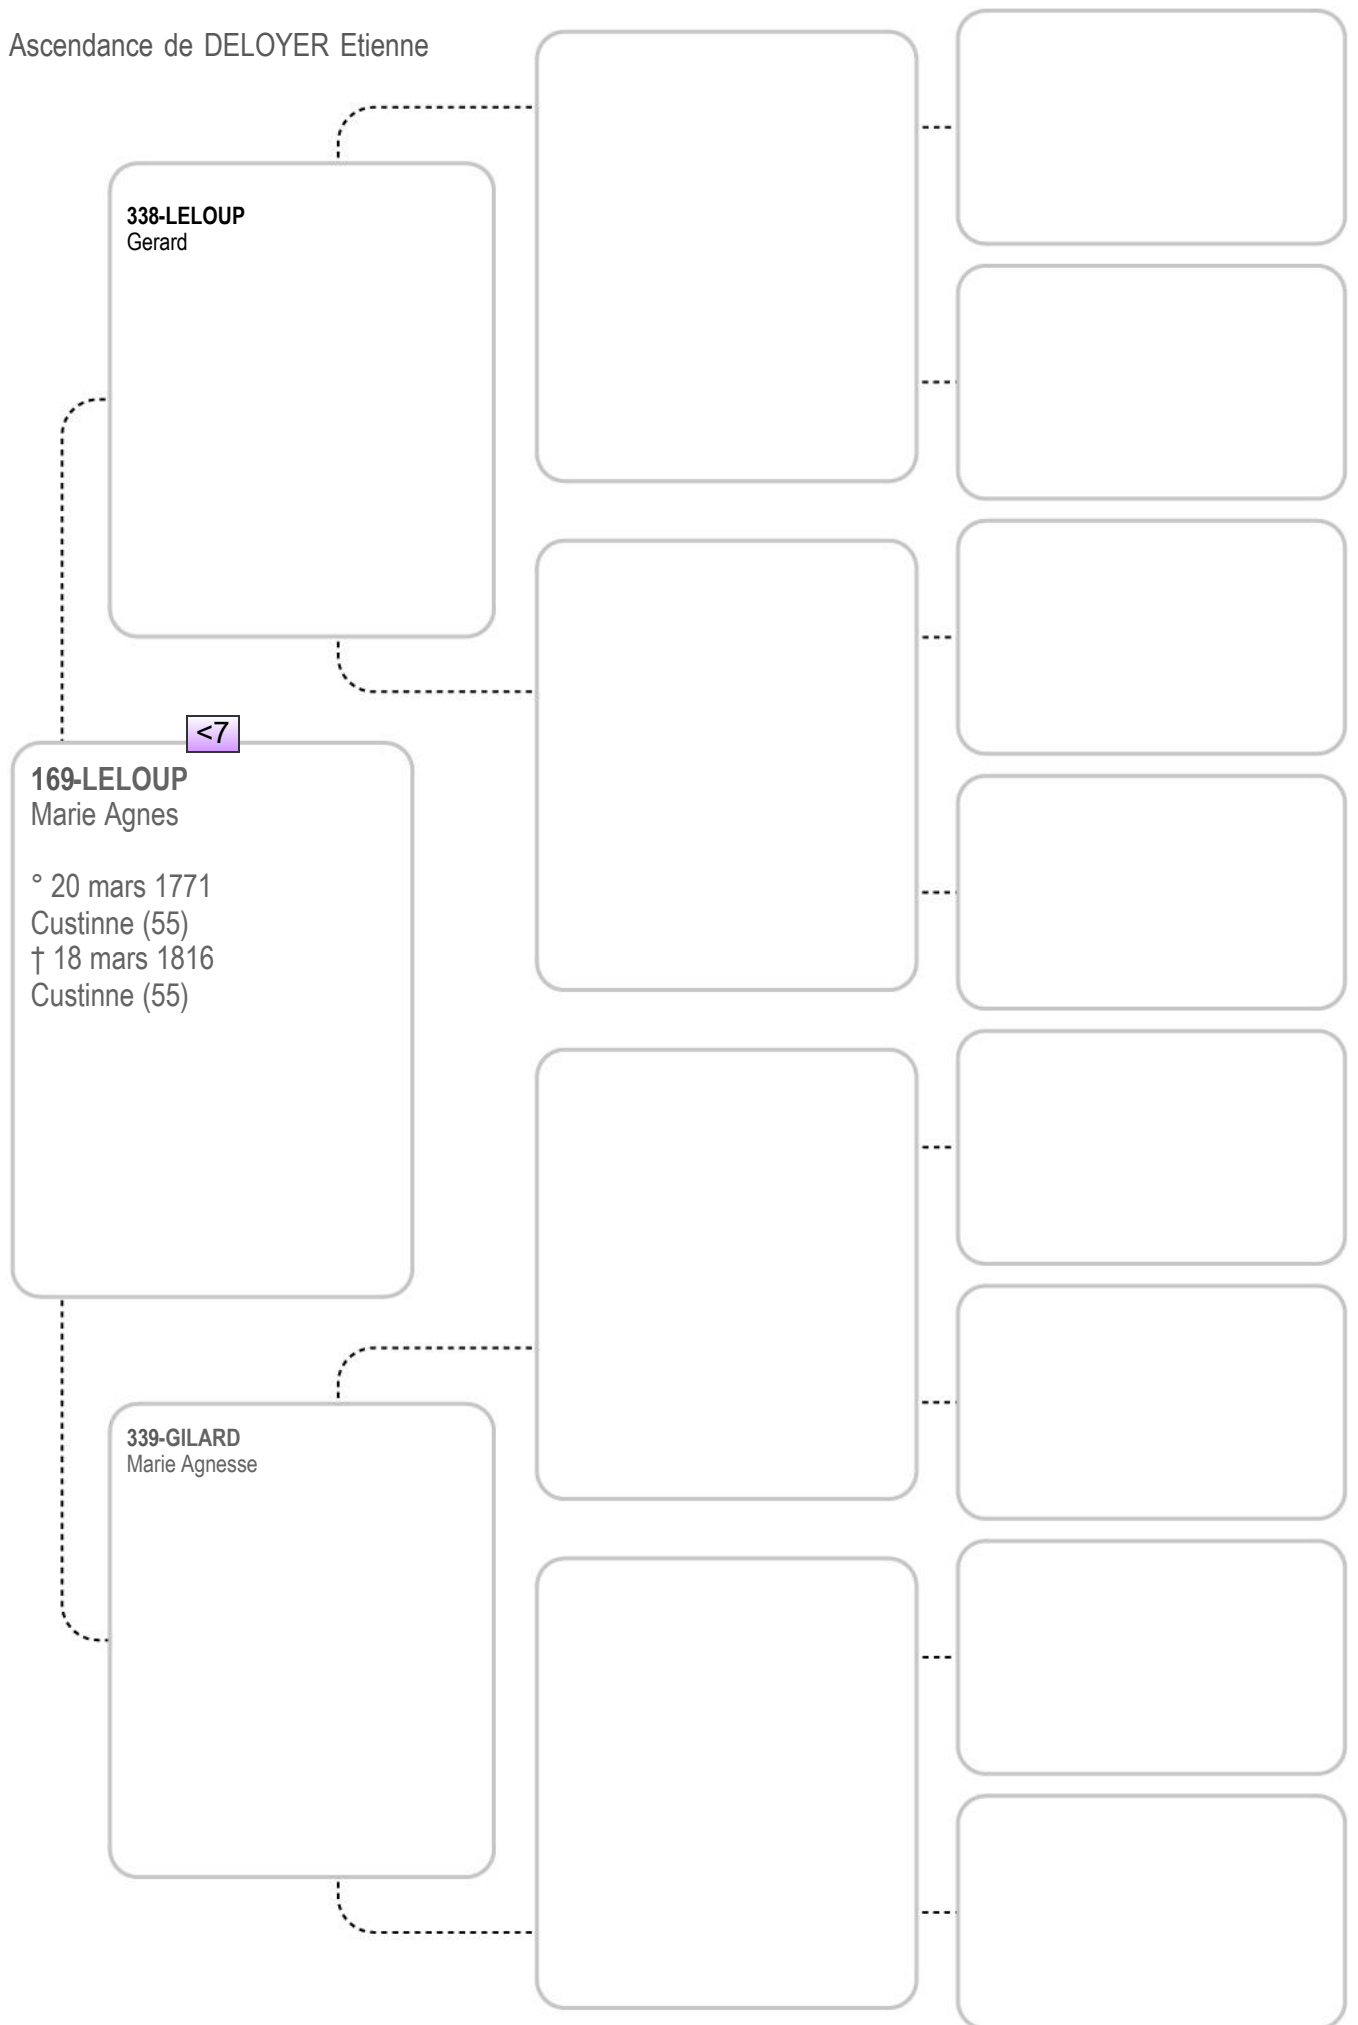 Ascendance de DELOYER Etienne
338-LELOUP
Gerard
<7
169-LELOUP
Marie Agnes
° 20 mars 1771
Custinne (55)
† 18 mars 1816
Custinne (55)
339-GILARD
Marie Agnesse